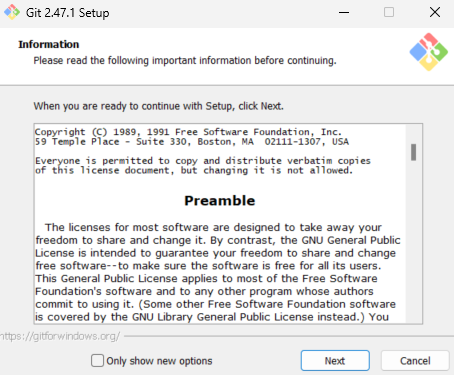 Git 2.47.1 Setup
Information
Please read the following important information before continuing.
When you are ready to continue with Setup, click Next.
Copyright (C) 1989, 1991 Free Software Foundation, Inc.
59 Temple Place - Suite 330, Boston, MA  02111-1307, USA
Everyone is permitted to copy and distribute verbatim copies
of this license document, but changing it is not allowed.
Preamble
The licenses for most software are designed to take away your
freedom to share and change it. By contrast, the GNU General Public
License is intended to guarantee your freedom to share and change
free software--to make sure the software is free for all its users.
This General Public License applies to most of the Free Software
Foundation's software and to any other program whose authors
commit to using it. (Some other Free Software Foundation software
is covered by the GNU Library General Public License instead.) You
https://gitforwindows.org/
Only show new options
Next
Cancel